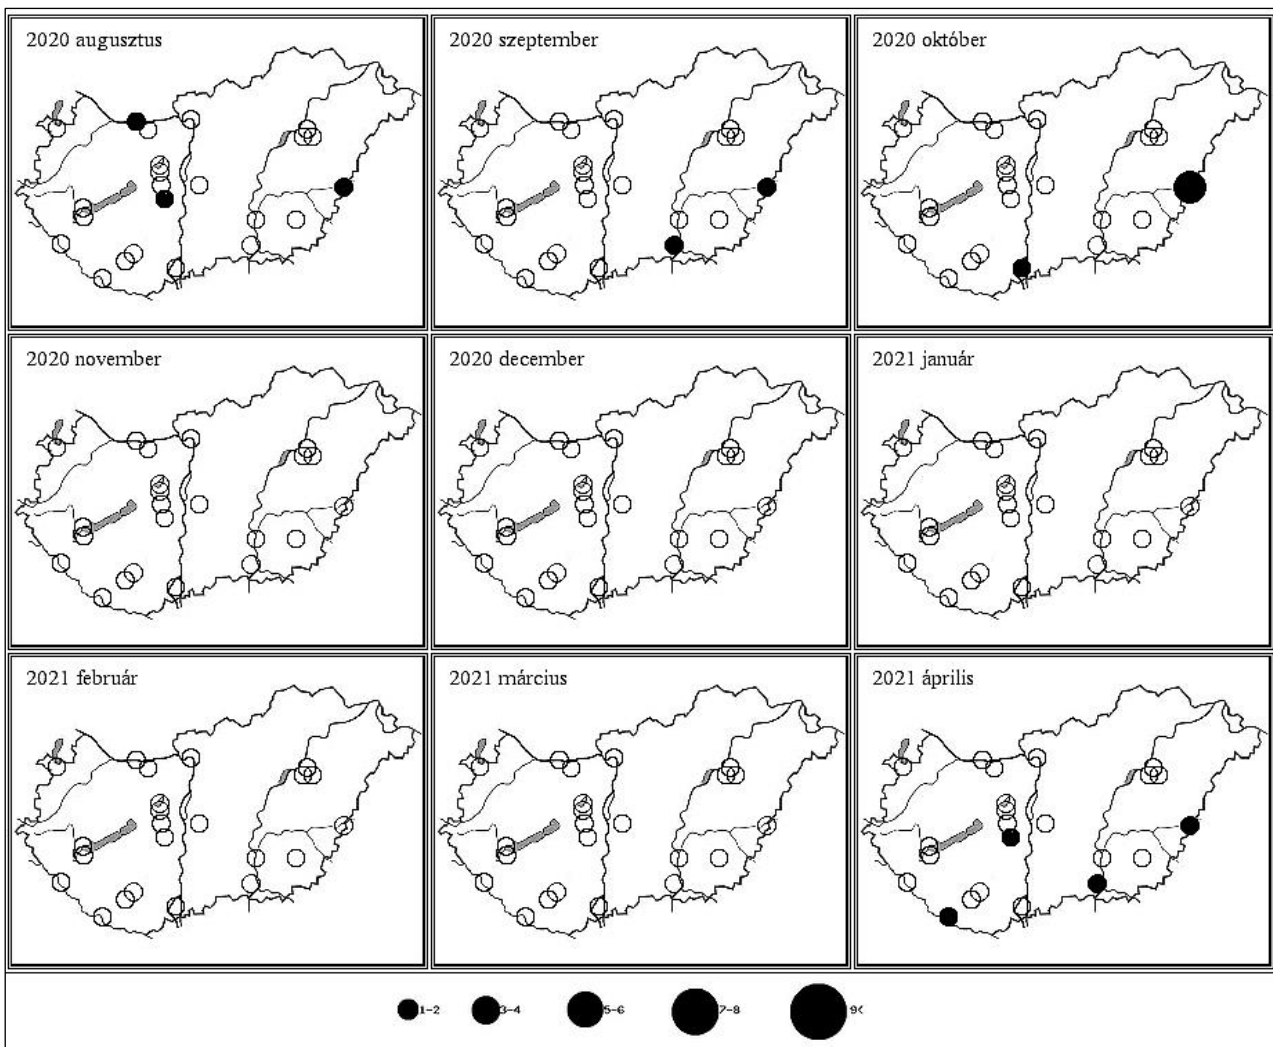 2020 augusztus
2020 szeptember
2020 október
2020 november
2020 december
2021 január
2021 február
2021 március
2021 április
1-2 3-4 5-6 7-8 9<